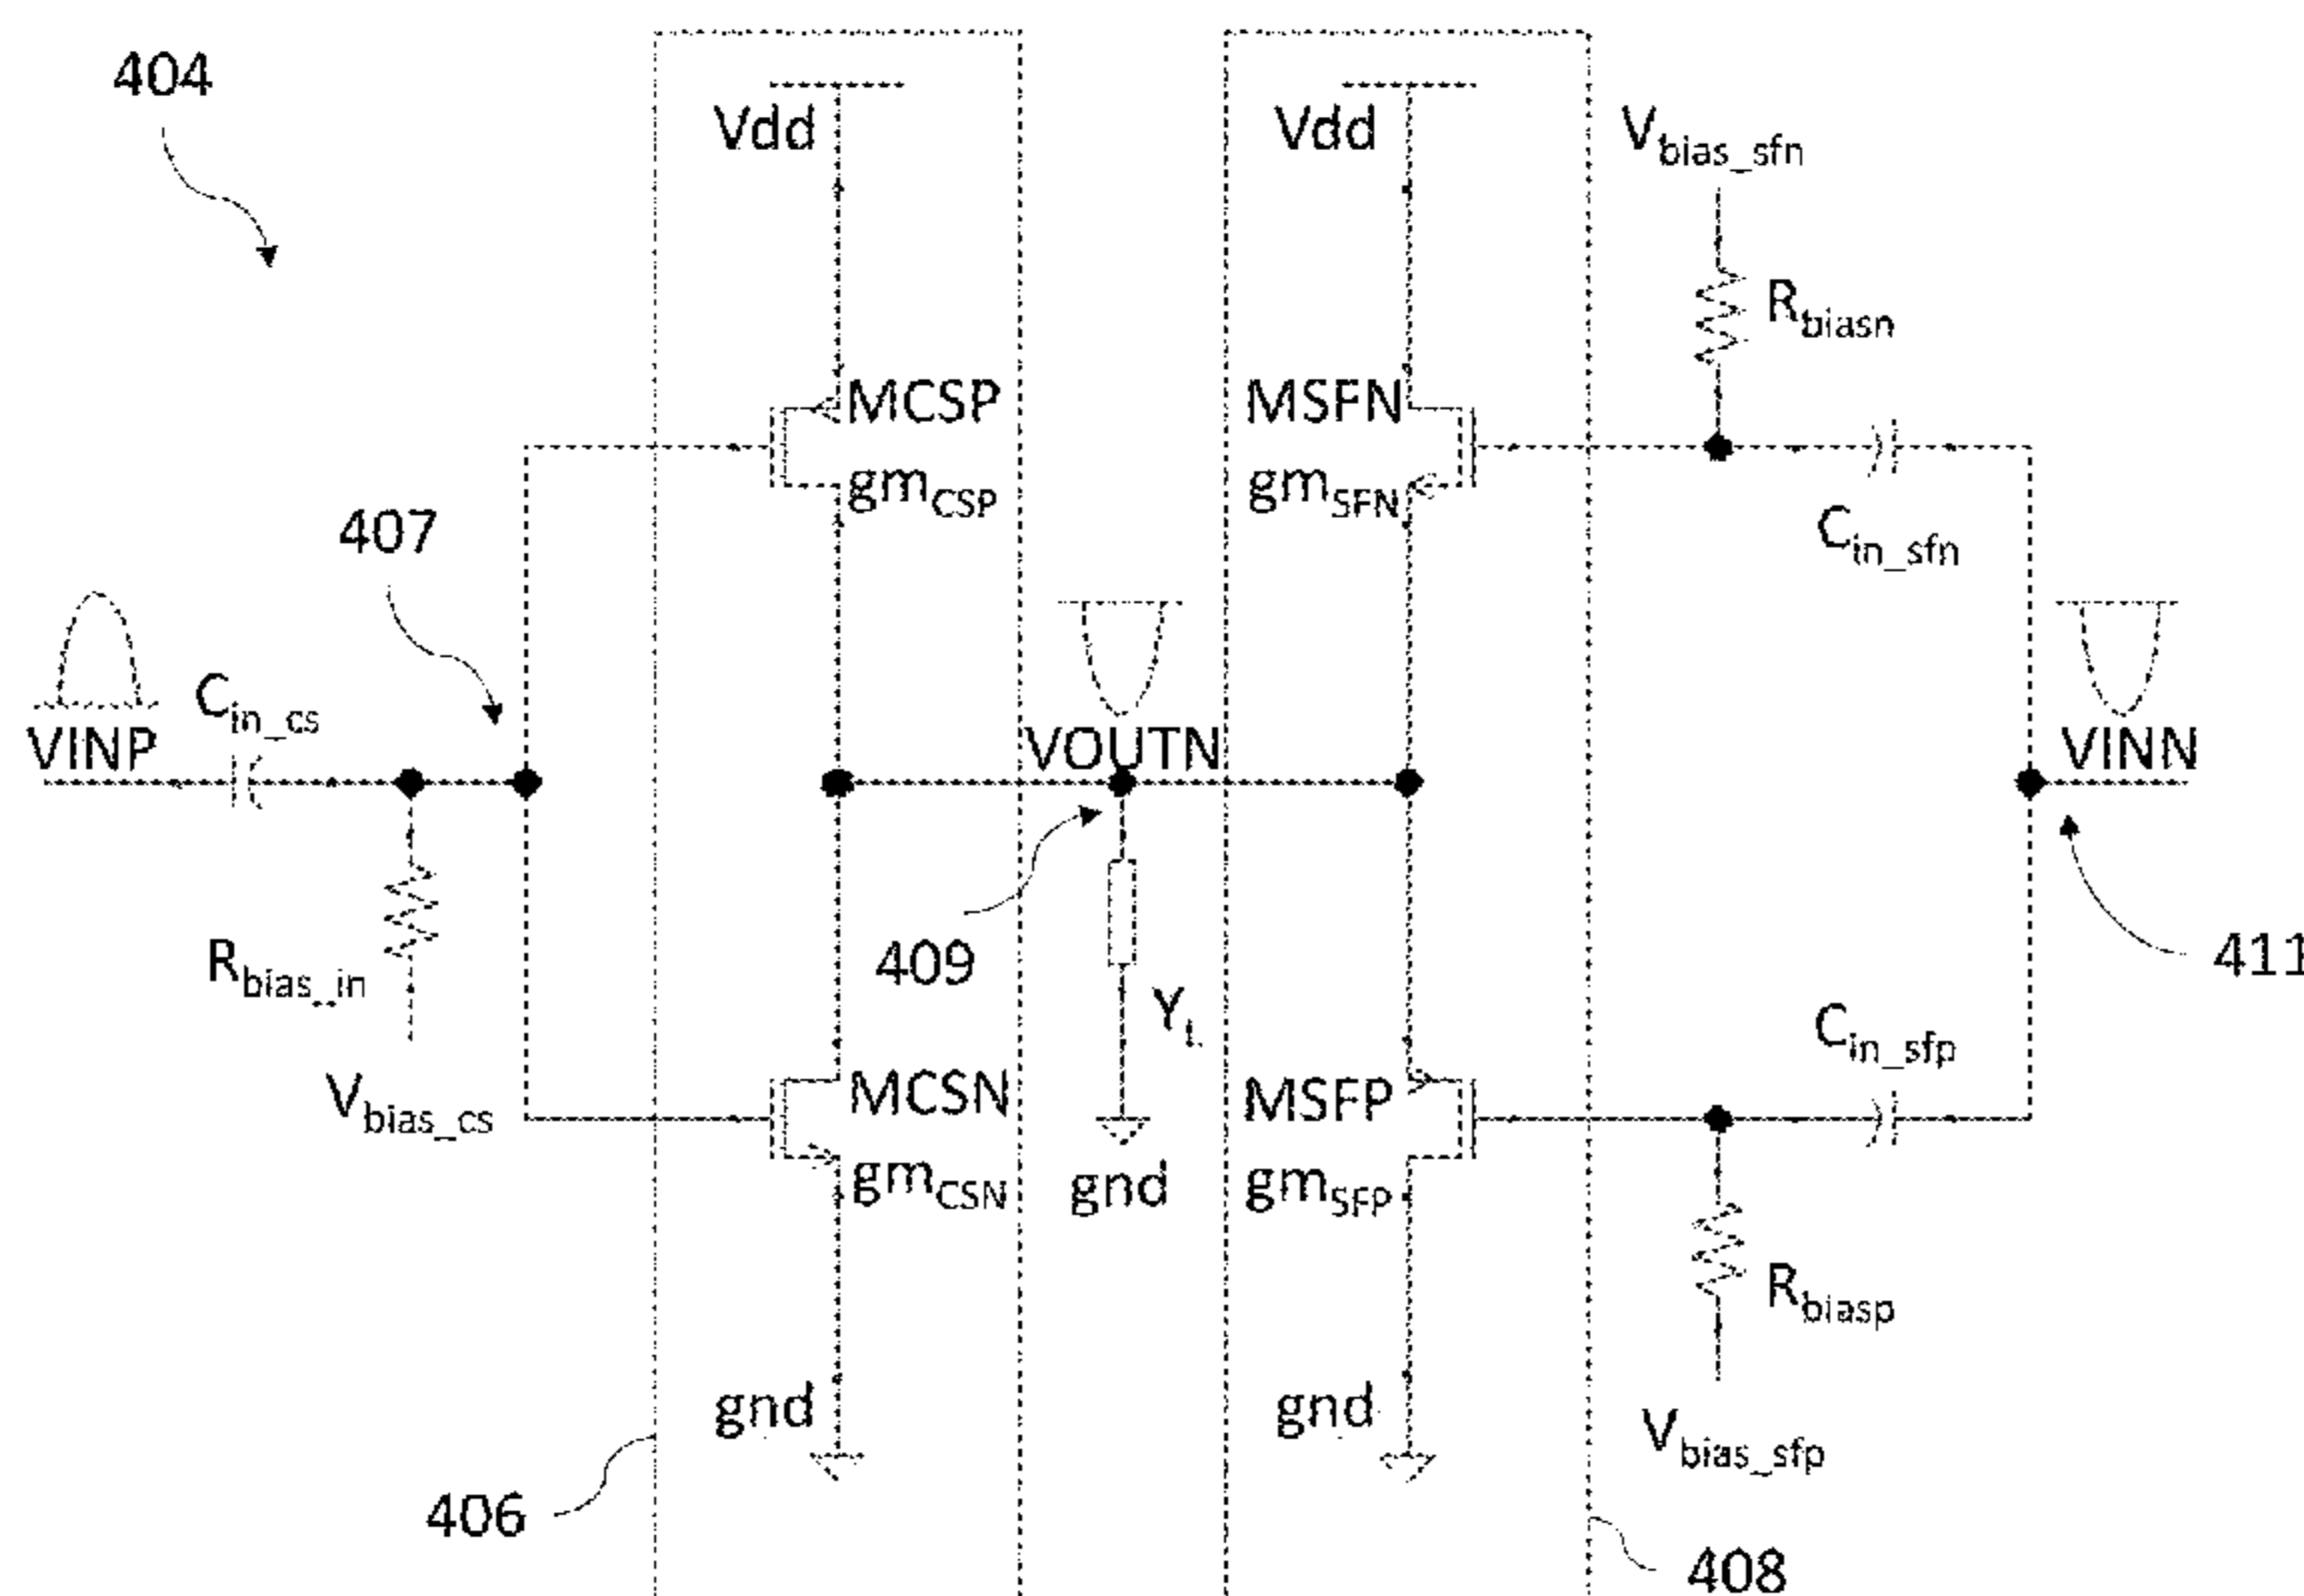 404
Vdd
Vdd
Vbias_sfn
Rbiasn
MCSP
gmCSP
MSFN
gmSFN
Cin_sfn
407
Cin_cs
VINP
VOUTN
VINN
409
411
Rbias_in
YL
Cin_sfp
Vbias_cs
MCSN
gmCSN
gnd
MSFP
gmSFP
Rbiasp
gnd
gnd
Vbias_sfp
406
408